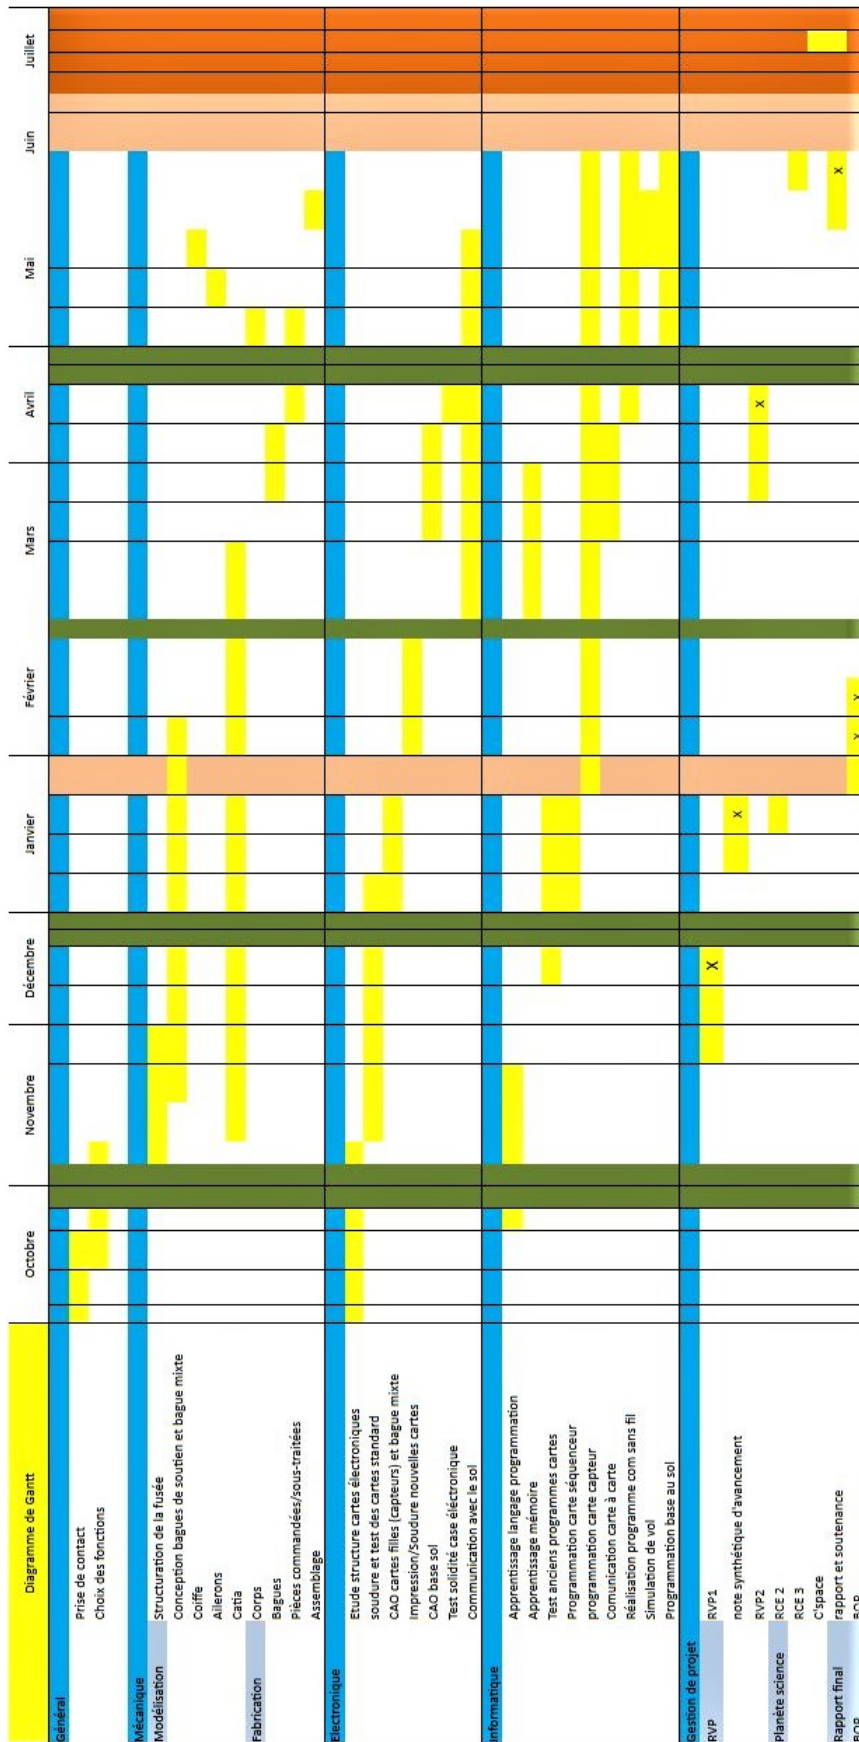 Diagramme de Gantt
Octobre
Novembre
Décembre
Janvier
Février
Mars
Avril
Mai
Juin
Juillet
Général
Prise de contact
Choix des fonctions
Mécanique
Modélisation
Structuration de la fusée
Conception bagues de soutien et bague mixte
Coiffe
Ailerons
Catia
Fabrication
Corps
Bagues
Pièces commandées/sous-traitées
Assemblage
Electronique
Etude structure cartes électroniques
soudure et test des cartes standard
CAO cartes filles (capteurs) et bague mixte
Impression/Soudure nouvelles cartes
CAO base sol
Test solidité case éléctronique
Communication avec le sol
Informatique
Apprentissage langage programmation
Apprentissage mémoire
Test anciens programmes cartes
Programmation carte séquenceur
programmation carte capteur
Comunication carte à carte
Réalisation programme com sans fil
Simulation de vol
Programmation base au sol
Gestion de projet
RVP
RVP1
X
note synthétique d'avancement
X
RVP2
X
Planète science
RCE 2
RCE 3
C'space
Rapport final
rapport et soutenance
X